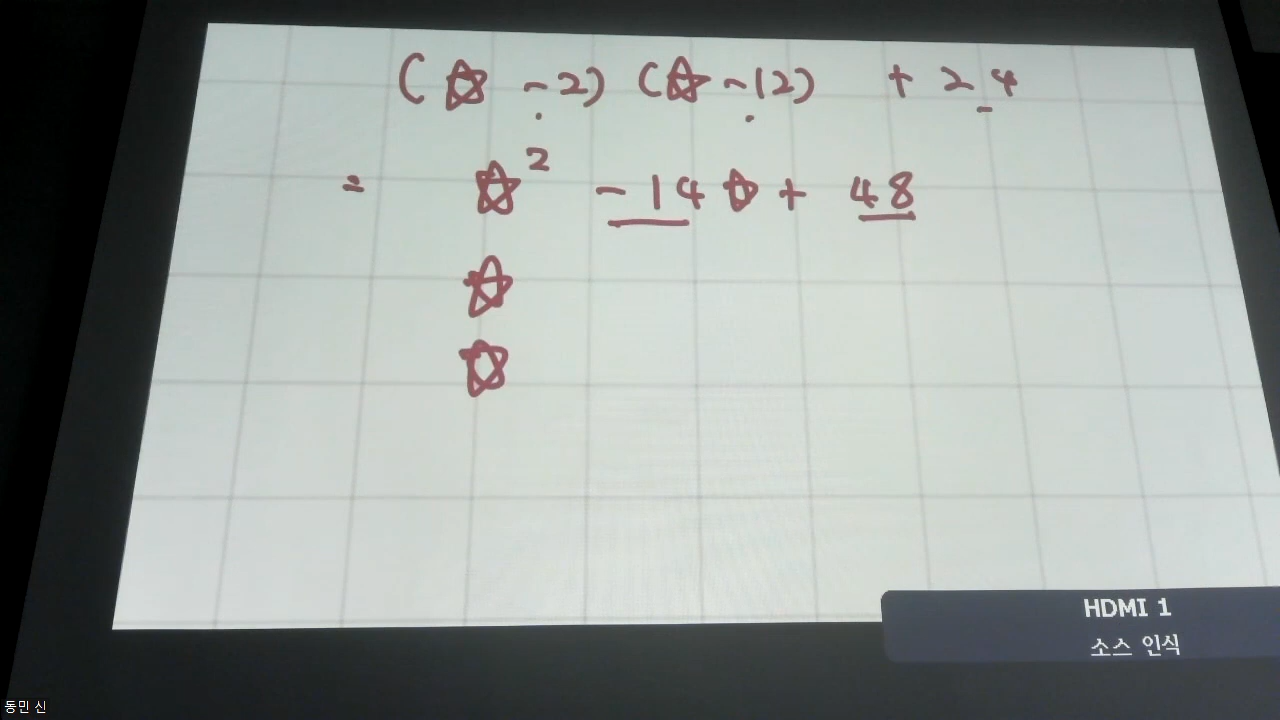 (☆ -2) (☆ -12) + 24
= ☆² -14☆ + 48
☆
☆
HDMI 1
소스 인식
동민 신